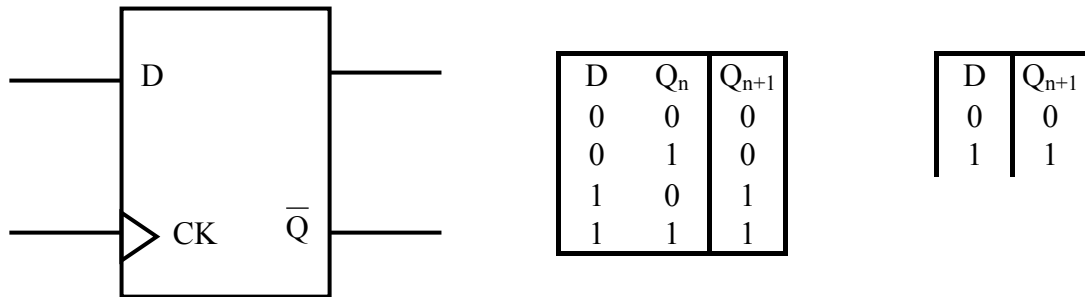 D
CK Q̅
D Qₙ Qₙ₊₁
0 0 0
0 1 0
1 0 1
1 1 1
D Qₙ₊₁
0 0
1 1